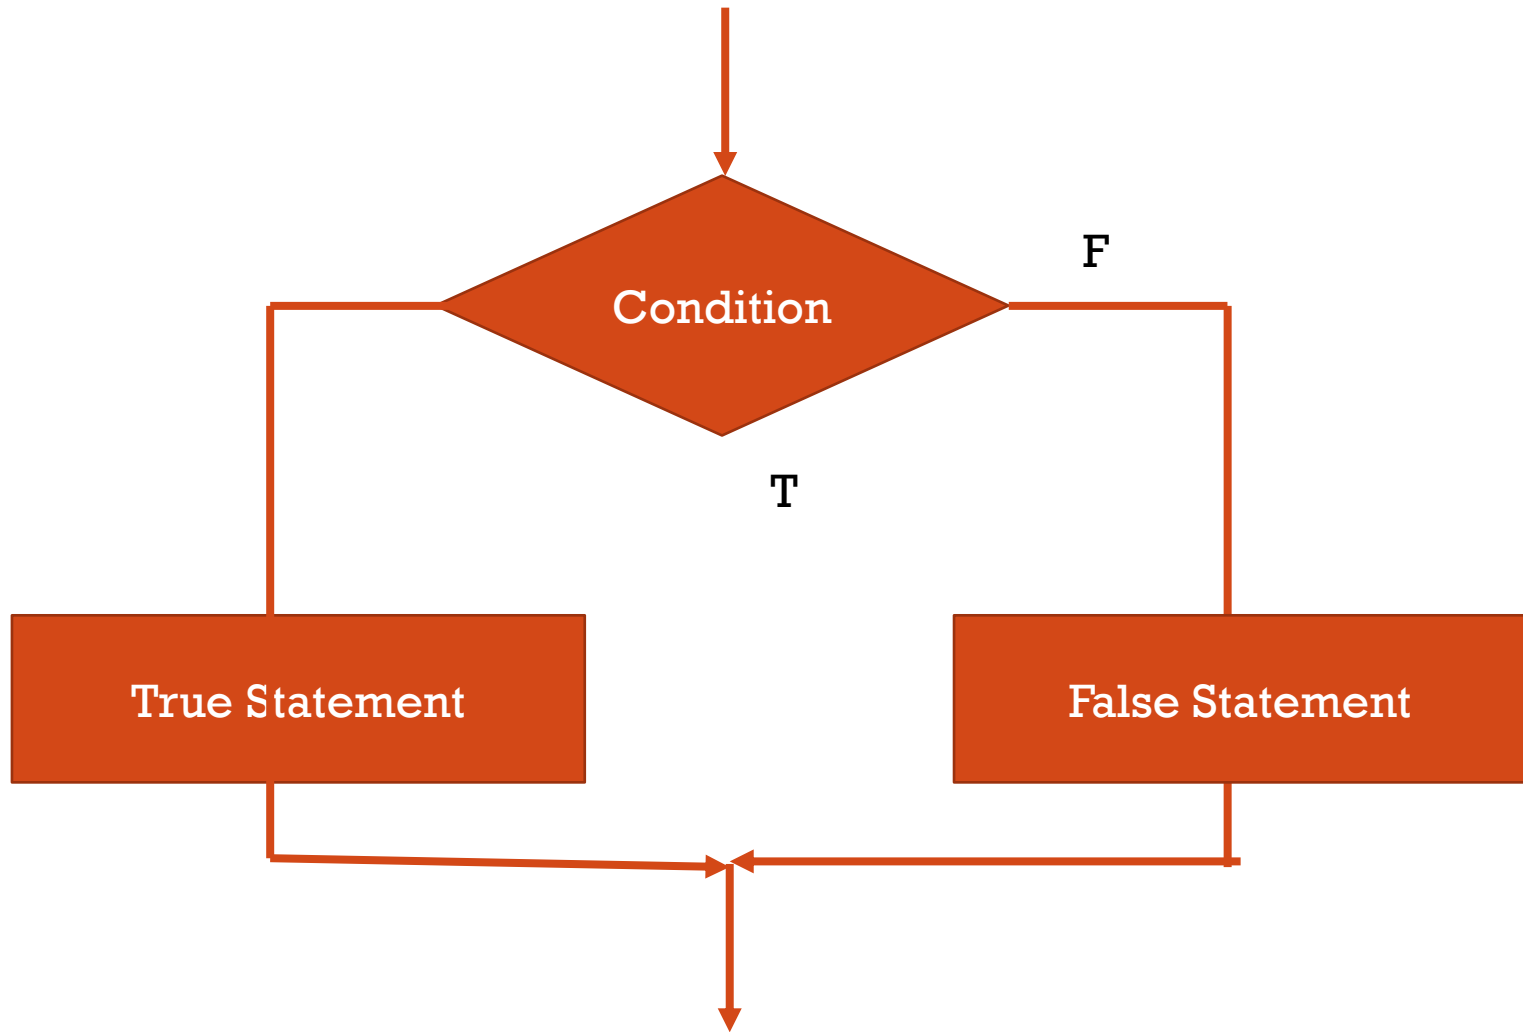 F
Condition
T
True Statement
False Statement